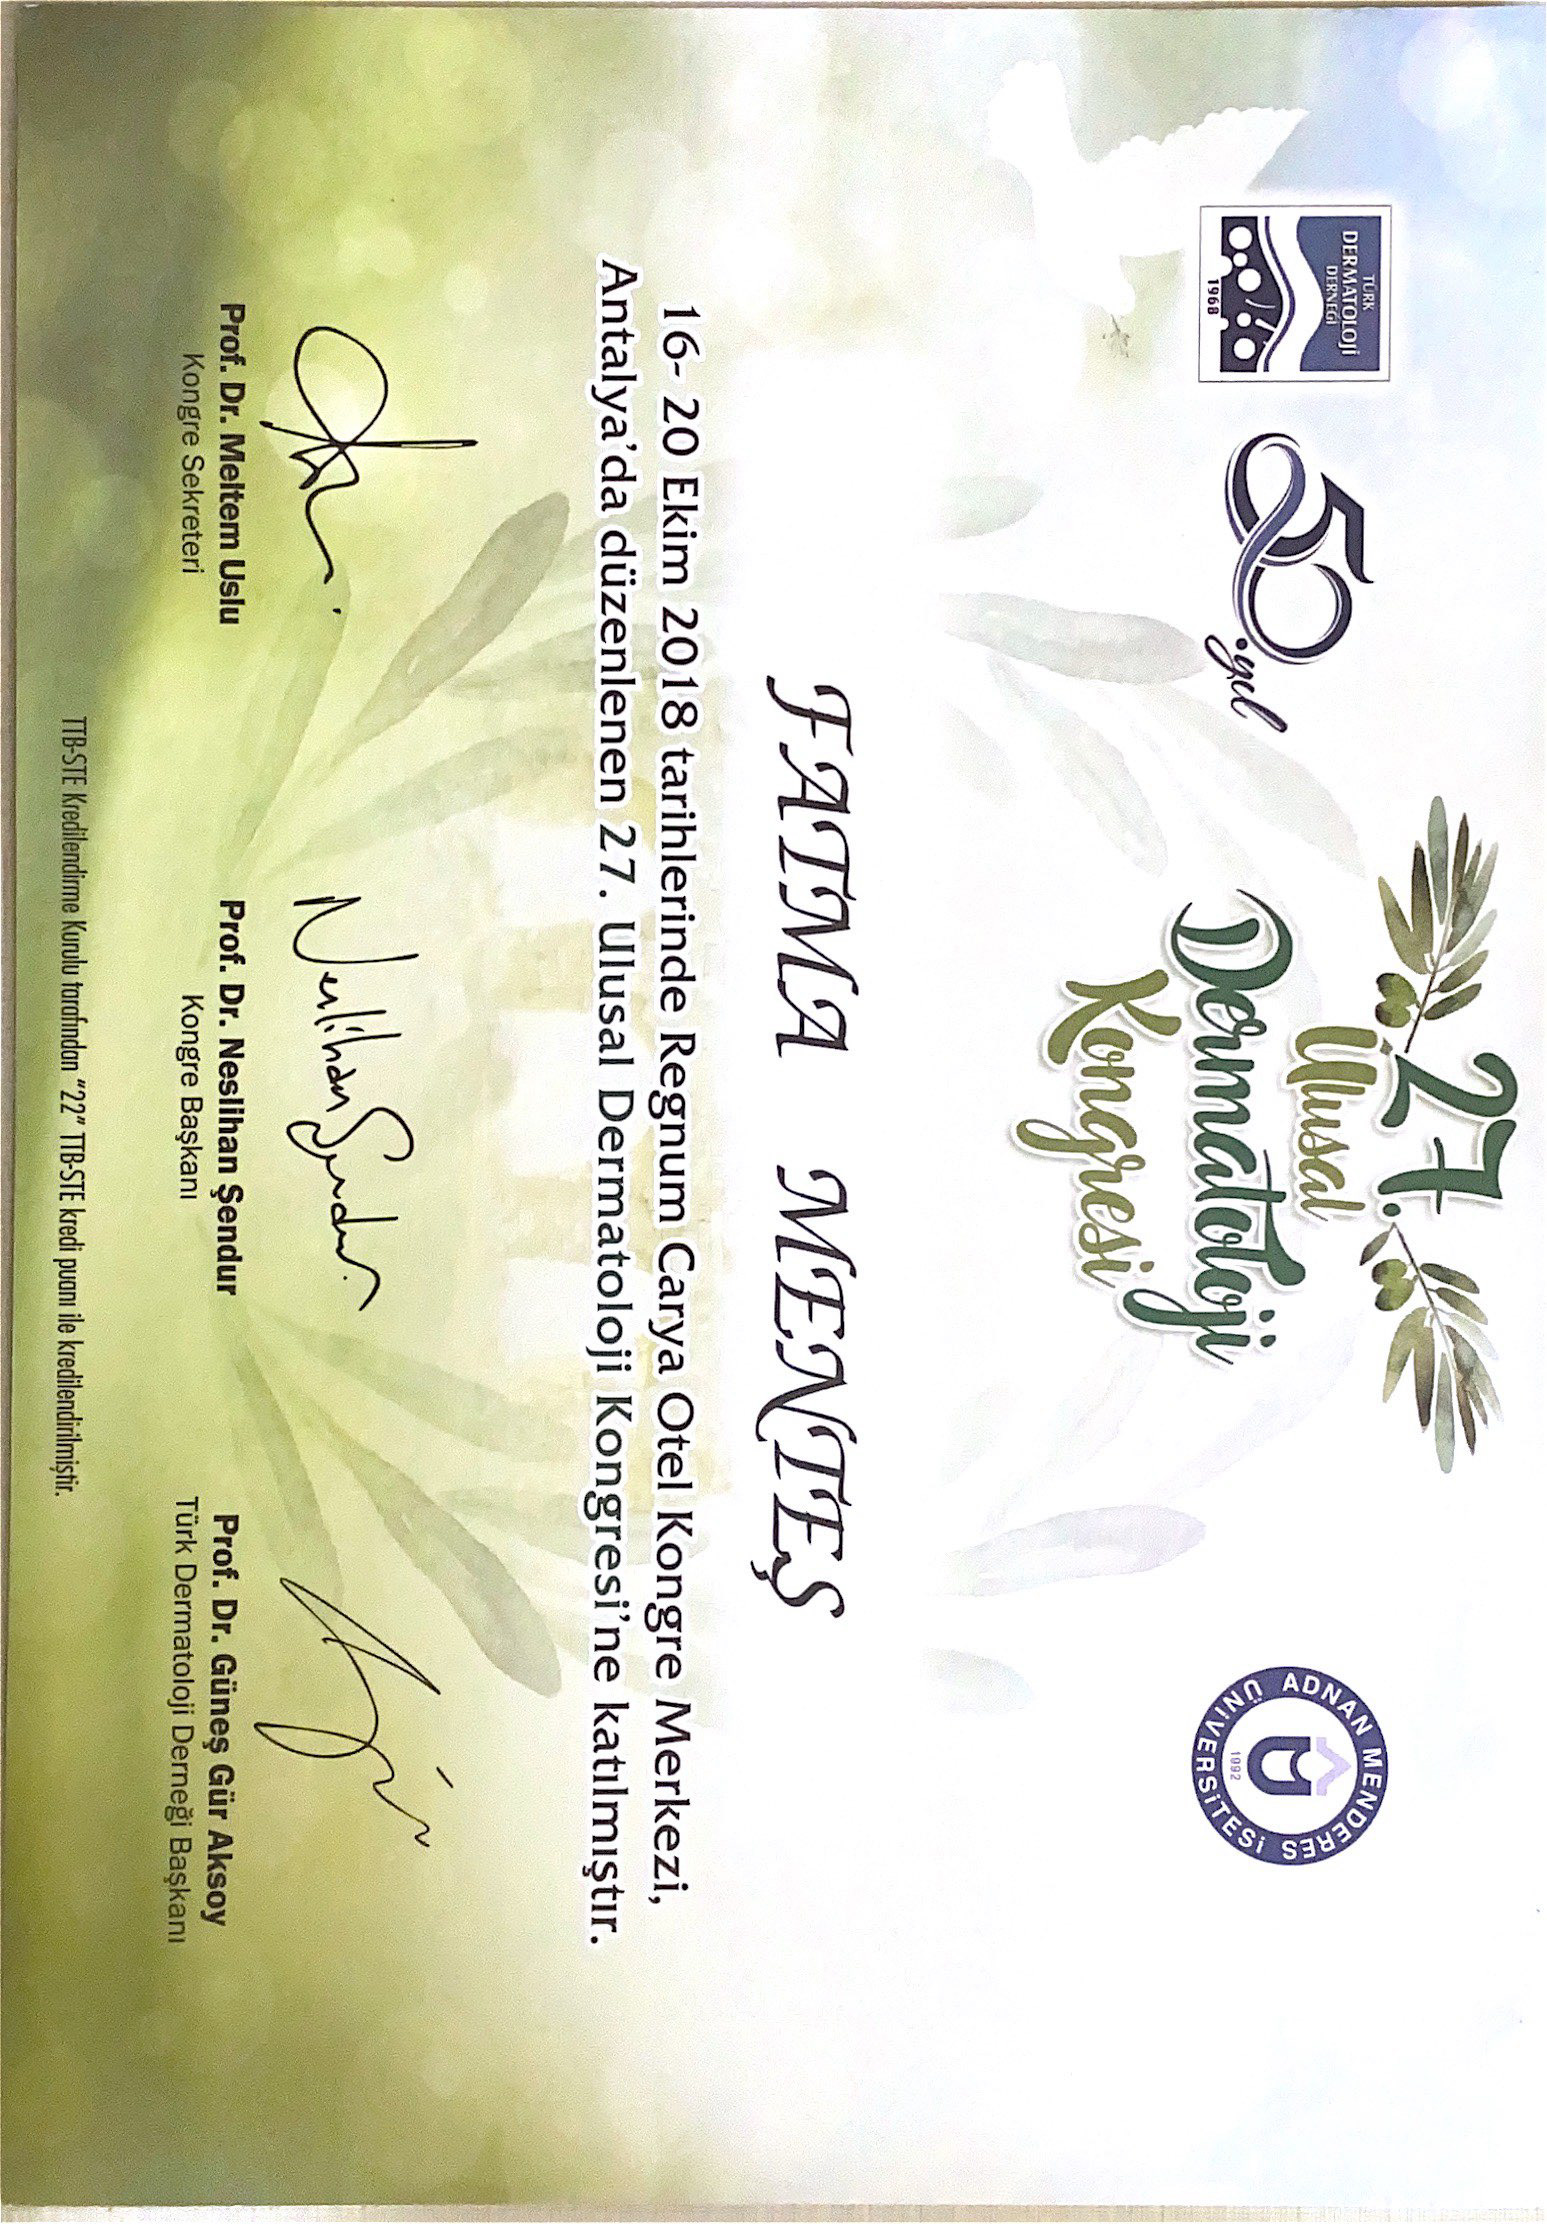 TÜRK
DERMATOLOJİ
DERNEĞİ
1968
50.yıl
27.
Ulusal
Dermatoloji
Kongresi
ADNAN MENDERES ÜNİVERSİTESİ
1992
FATMA MENTEŞ
16- 20 Ekim 2018 tarihlerinde Regnum Carya Otel Kongre Merkezi,
Antalya'da düzenlenen 27. Ulusal Dermatoloji Kongresi'ne katılmıştır.
Neslihan Şendur
Prof. Dr. Meltem Uslu
Kongre Sekreteri
Prof. Dr. Neslihan Şendur
Kongre Başkanı
Prof. Dr. Güneş Gür Aksoy
Türk Dermatoloji Derneği Başkanı
TTB-STE Kredilendirme Kurulu tarafından "22" TTB-STE kredi puanı ile kredilendirilmiştir.